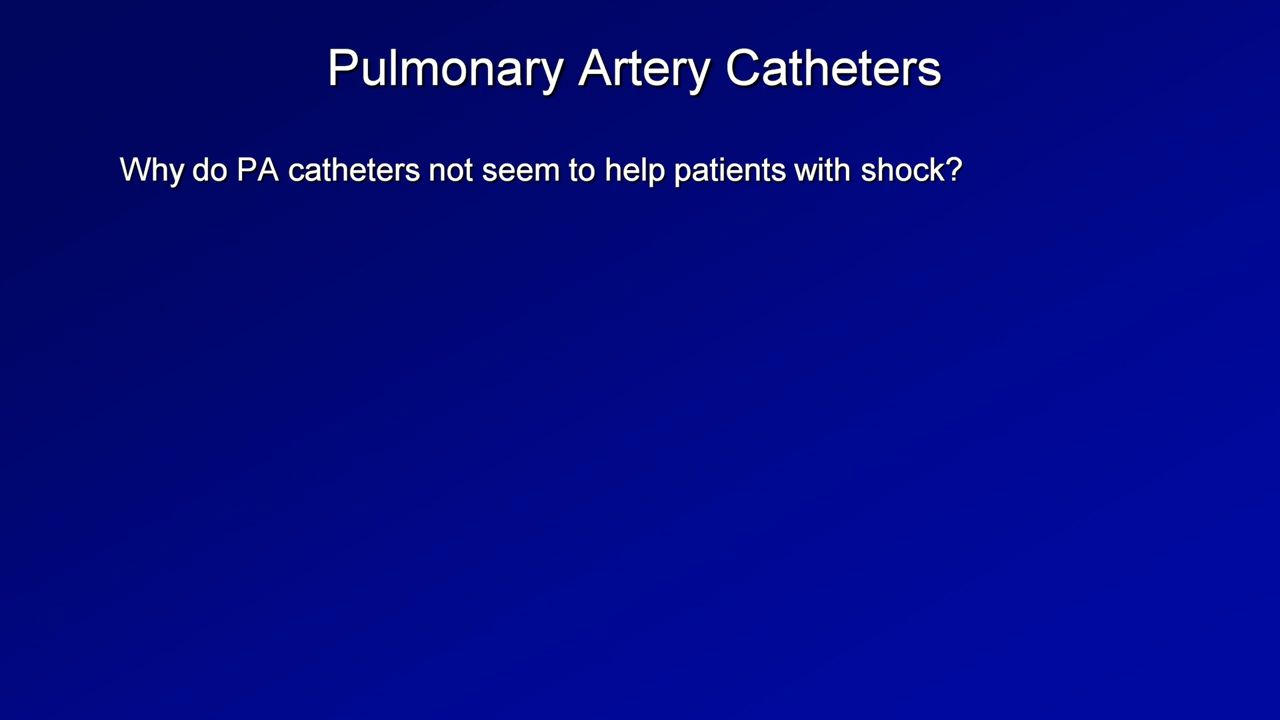 Pulmonary Artery Catheters
Why do PA catheters not seem to help patients with shock?